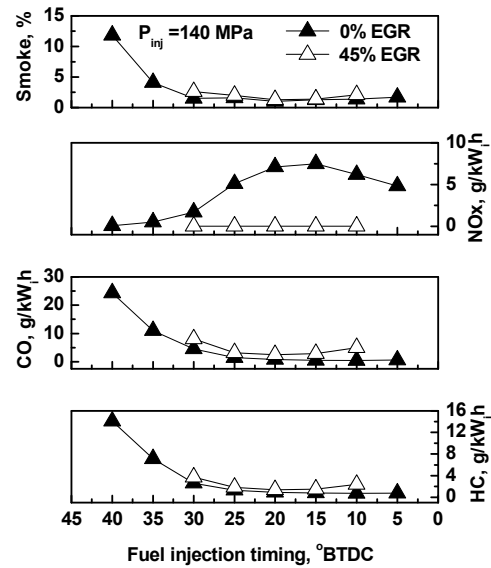 15
10
5
0
Smoke, %
P_inj =140 MPa
0% EGR
45% EGR
10
5
0
NOx, g/kW_ih
30
20
10
0
CO, g/kW_ih
16
12
8
4
0
HC, g/kW_ih
45 40 35 30 25 20 15 10 5 0
Fuel injection timing, °BTDC